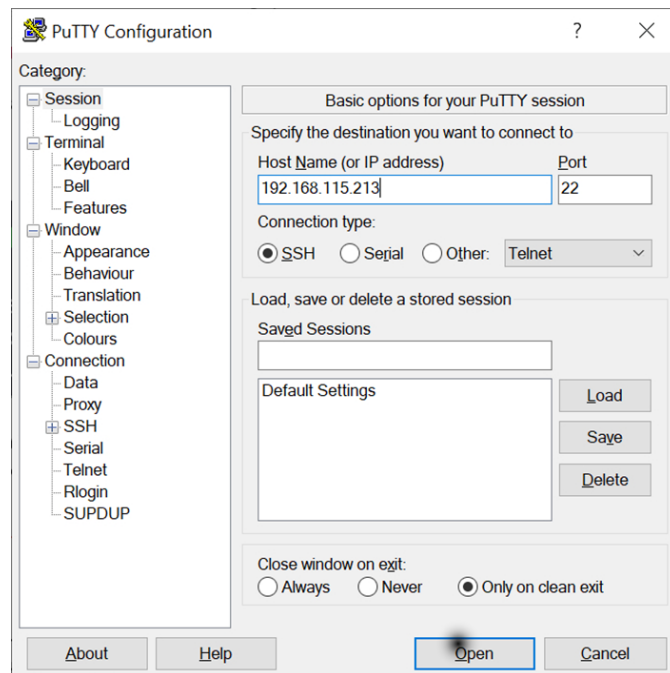 PuTTY Configuration
?
Category:
Session
Logging
Terminal
Keyboard
Bell
Features
Window
Appearance
Behaviour
Translation
Selection
Colours
Connection
Data
Proxy
SSH
Serial
Telnet
Rlogin
SUPDUP
Basic options for your PuTTY session
Specify the destination you want to connect to
Host Name (or IP address) Port
192.168.115.213 22
Connection type:
SSH Serial Other: Telnet
Load, save or delete a stored session
Saved Sessions
Default Settings
Load
Save
Delete
Close window on exit:
Always Never Only on clean exit
About Help Open Cancel